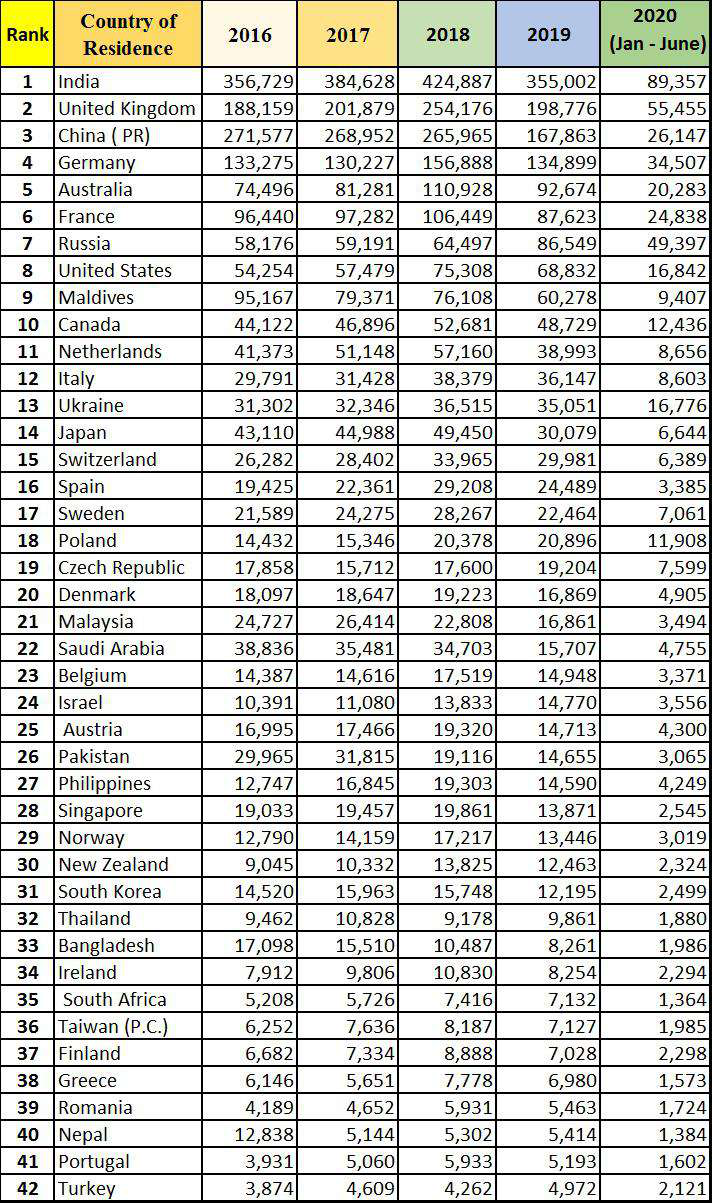 Rank Country of Residence 2016 2017 2018 2019 2020 (Jan - June)
1 India 356,729 384,628 424,887 355,002 89,357
2 United Kingdom 188,159 201,879 254,176 198,776 55,455
3 China ( PR) 271,577 268,952 265,965 167,863 26,147
4 Germany 133,275 130,227 156,888 134,899 34,507
5 Australia 74,496 81,281 110,928 92,674 20,283
6 France 96,440 97,282 106,449 87,623 24,838
7 Russia 58,176 59,191 64,497 86,549 49,397
8 United States 54,254 57,479 75,308 68,832 16,842
9 Maldives 95,167 79,371 76,108 60,278 9,407
10 Canada 44,122 46,896 52,681 48,729 12,436
11 Netherlands 41,373 51,148 57,160 38,993 8,656
12 Italy 29,791 31,428 38,379 36,147 8,603
13 Ukraine 31,302 32,346 36,515 35,051 16,776
14 Japan 43,110 44,988 49,450 30,079 6,644
15 Switzerland 26,282 28,402 33,965 29,981 6,389
16 Spain 19,425 22,361 29,208 24,489 3,385
17 Sweden 21,589 24,275 28,267 22,464 7,061
18 Poland 14,432 15,346 20,378 20,896 11,908
19 Czech Republic 17,858 15,712 17,600 19,204 7,599
20 Denmark 18,097 18,647 19,223 16,869 4,905
21 Malaysia 24,727 26,414 22,808 16,861 3,494
22 Saudi Arabia 38,836 35,481 34,703 15,707 4,755
23 Belgium 14,387 14,616 17,519 14,948 3,371
24 Israel 10,391 11,080 13,833 14,770 3,556
25 Austria 16,995 17,466 19,320 14,713 4,300
26 Pakistan 29,965 31,815 19,116 14,655 3,065
27 Philippines 12,747 16,845 19,303 14,590 4,249
28 Singapore 19,033 19,457 19,861 13,871 2,545
29 Norway 12,790 14,159 17,217 13,446 3,019
30 New Zealand 9,045 10,332 13,825 12,463 2,324
31 South Korea 14,520 15,963 15,748 12,195 2,499
32 Thailand 9,462 10,828 9,178 9,861 1,880
33 Bangladesh 17,098 15,510 10,487 8,261 1,986
34 Ireland 7,912 9,806 10,830 8,254 2,294
35 South Africa 5,208 5,726 7,416 7,132 1,364
36 Taiwan (P.C.) 6,252 7,636 8,187 7,127 1,985
37 Finland 6,682 7,334 8,888 7,028 2,298
38 Greece 6,146 5,651 7,778 6,980 1,573
39 Romania 4,189 4,652 5,931 5,463 1,724
40 Nepal 12,838 5,144 5,302 5,414 1,384
41 Portugal 3,931 5,060 5,933 5,193 1,602
42 Turkey 3,874 4,609 4,262 4,972 2,121